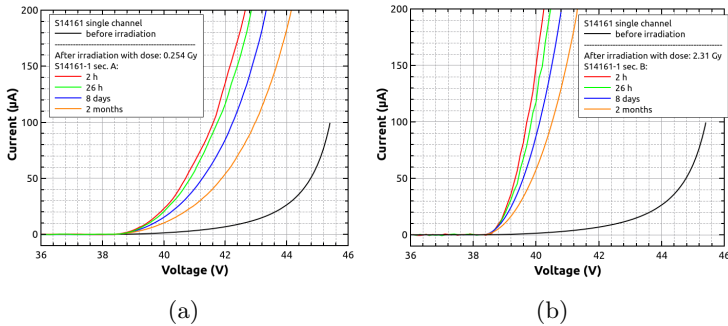 S14161 single channel
before irradiation
After irradiation with dose: 0.254 Gy
S14161-1 sec. A:
2 h
26 h
8 days
2 months
Current (μA)
200
150
100
50
0
36
38
40
42
44
46
Voltage (V)
(a)
S14161 single channel
before irradiation
After irradiation with dose: 2.31 Gy
S14161-1 sec. B:
2 h
26 h
8 days
2 months
Current (μA)
200
150
100
50
0
36
38
40
42
44
46
Voltage (V)
(b)